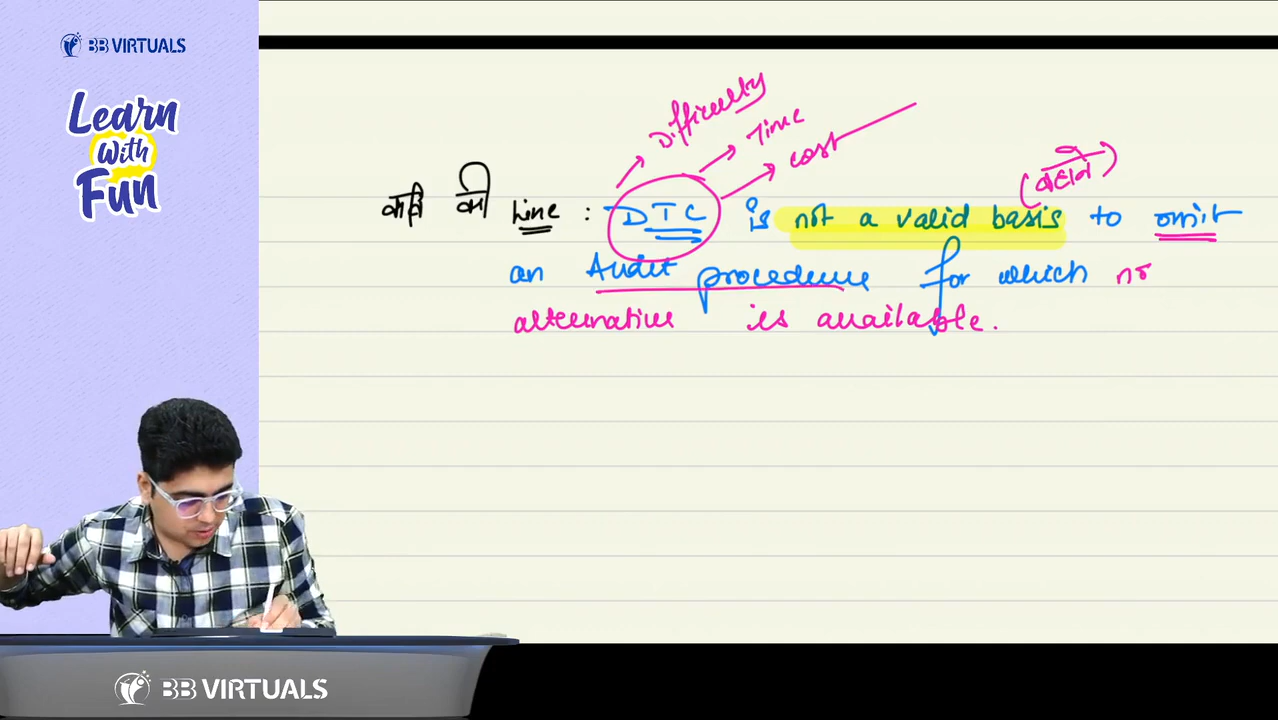 BB VIRTUALS
Learn
With
Fun
Difficulty
Time
Cost
(बहाने)
Line : DTC is not a valid basis to omit
an Audit procedure for which no
alternative is available.
BB VIRTUALS